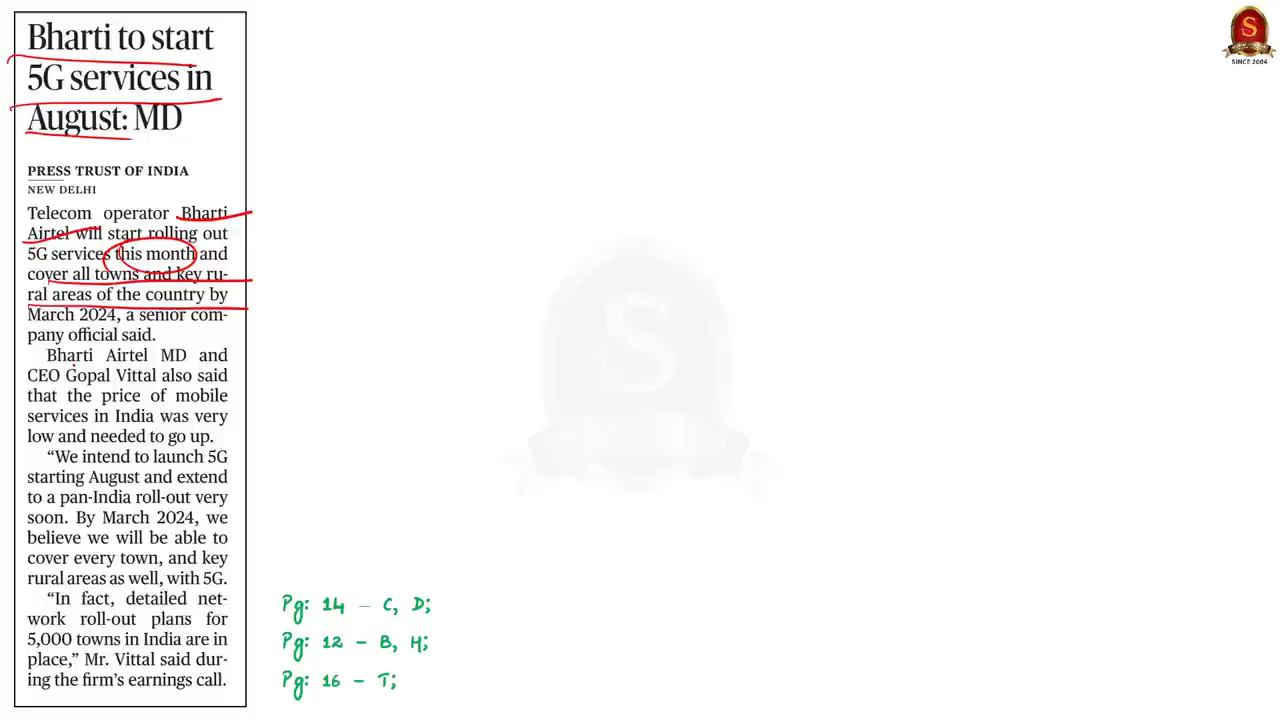 Bharti to start
5G services in
August: MD
PRESS TRUST OF INDIA
NEW DELHI
Telecom operator Bharti
Airtel will start rolling out
5G services this month and
cover all towns and key ru-
ral areas of the country by
March 2024, a senior com-
pany official said.
Bharti Airtel MD and
CEO Gopal Vittal also said
that the price of mobile
services in India was very
low and needed to go up.
“We intend to launch 5G
starting August and extend
to a pan-India roll-out very
soon. By March 2024, we
believe we will be able to
cover every town, and key
rural areas as well, with 5G.
“In fact, detailed net-
work roll-out plans for
5,000 towns in India are in
place,” Mr. Vittal said dur-
ing the firm’s earnings call.
Pg: 14 – C, D;
Pg: 12 – B, H;
Pg: 16 – T;
S
SINCE 2004
S